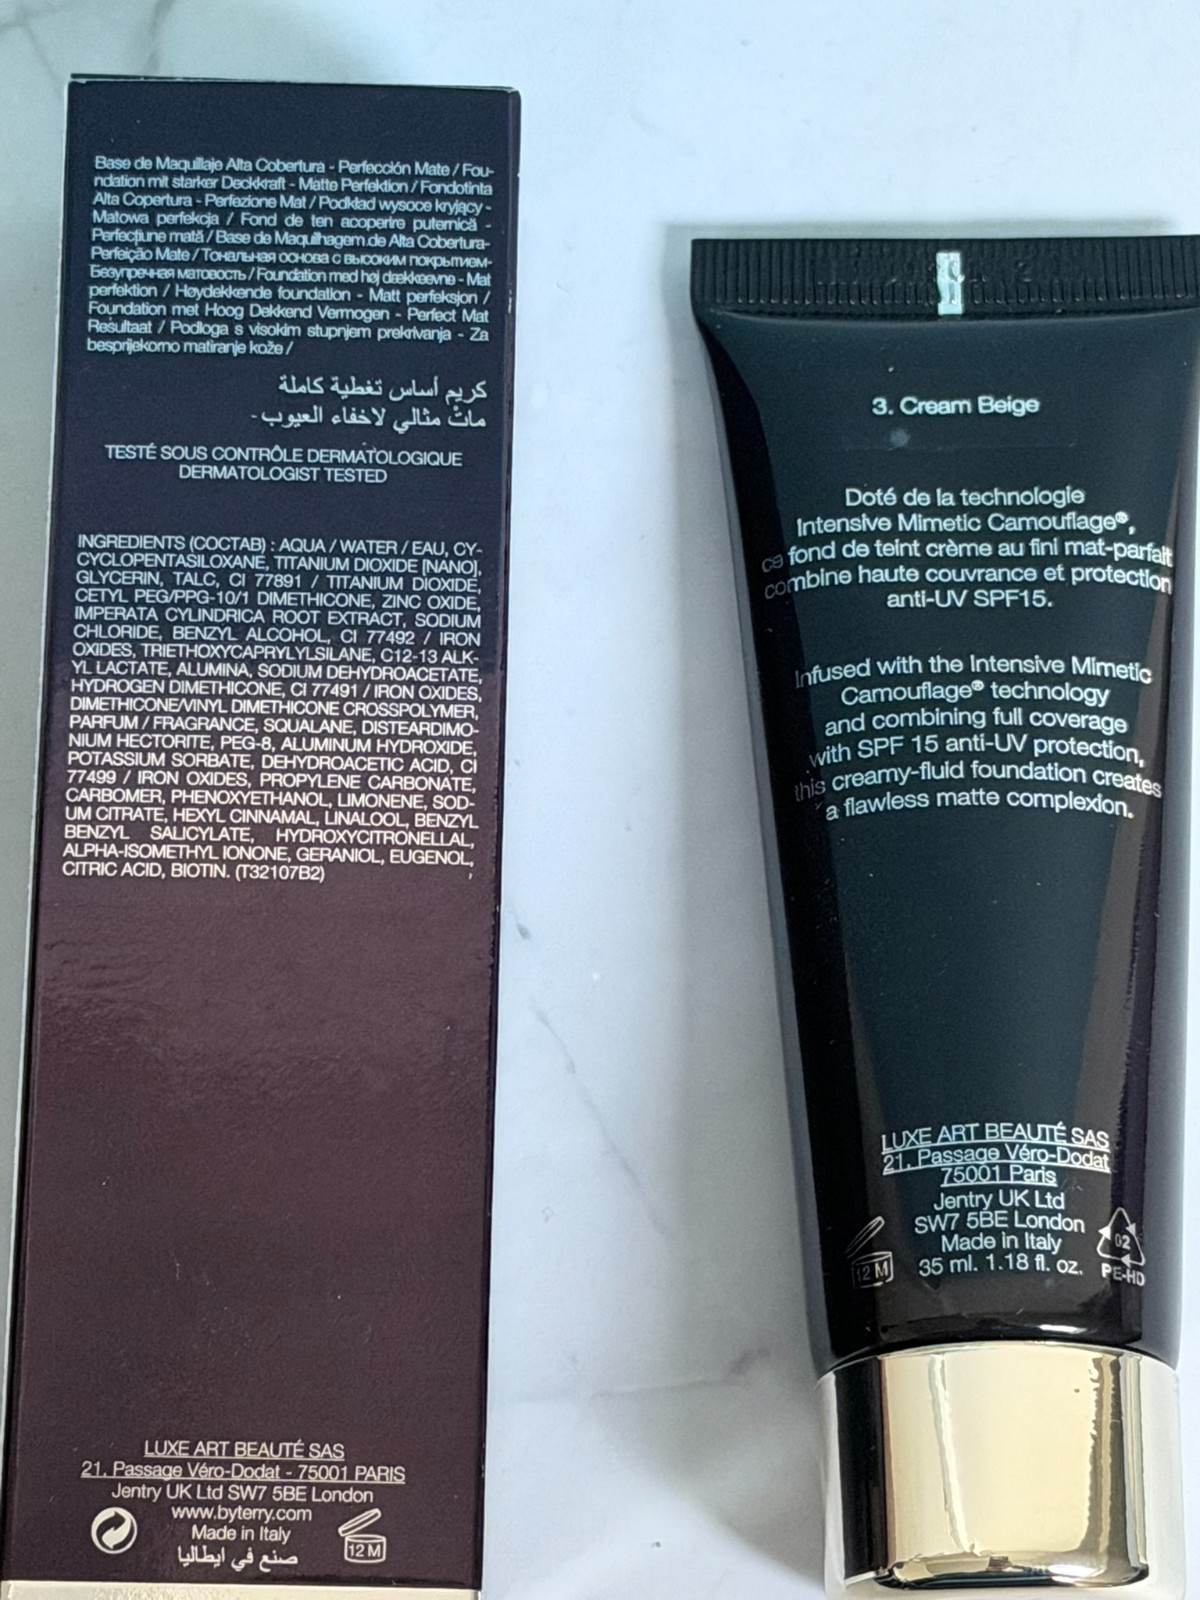 Base de Maquillaje Alta Cobertura - Perfección Mate / Fou-
ndation mit starker Deckkraft - Matte Perfektion / Fondotinta
Alta Copertura - Perfezione Mat / Podkład wysoce kryjący -
Matowa perfekcja / Fond de ten acoperire puternică -
Perfecțiune mată / Base de Maquilhagem de Alta Cobertura-
Perfeição Mate / Тональная основа с высоким покрытием-
Безупречная матовость / Foundation med høj dækkeevne - Mat
perfektion / Høydekkende foundation - Matt perfeksjon /
Foundation met Hoog Dekkend Vermogen - Perfect Mat
Resultaat / Podloga s visokim stupnjem prekrivanja - Za
besprijekorno matiranje kože /
كريم أساس تغطية كاملة
ماتْ مثالي لاخفاء العيوب -
TESTÉ SOUS CONTRÔLE DERMATOLOGIQUE
DERMATOLOGIST TESTED
INGREDIENTS (COCTAB) : AQUA / WATER / EAU, CY-
CYCLOPENTASILOXANE, TITANIUM DIOXIDE [NANO],
GLYCERIN, TALC, CI 77891 / TITANIUM DIOXIDE,
CETYL PEG/PPG-10/1 DIMETHICONE, ZINC OXIDE,
IMPERATA CYLINDRICA ROOT EXTRACT, SODIUM
CHLORIDE, BENZYL ALCOHOL, CI 77492 / IRON
OXIDES, TRIETHOXYCAPRYLYLSILANE, C12-13 ALK-
YL LACTATE, ALUMINA, SODIUM DEHYDROACETATE,
HYDROGEN DIMETHICONE, CI 77491 / IRON OXIDES,
DIMETHICONE/VINYL DIMETHICONE CROSSPOLYMER,
PARFUM / FRAGRANCE, SQUALANE, DISTEARDIMO-
NIUM HECTORITE, PEG-8, ALUMINUM HYDROXIDE,
POTASSIUM SORBATE, DEHYDROACETIC ACID, CI
77499 / IRON OXIDES, PROPYLENE CARBONATE,
CARBOMER, PHENOXYETHANOL, LIMONENE, SOD-
UM CITRATE, HEXYL CINNAMAL, LINALOOL, BENZYL
BENZYL SALICYLATE, HYDROXYCITRONELLAL,
ALPHA-ISOMETHYL IONONE, GERANIOL, EUGENOL,
CITRIC ACID, BIOTIN. (T32107B2)
LUXE ART BEAUTÉ SAS
21, Passage Véro-Dodat - 75001 PARIS
Jentry UK Ltd SW7 5BE London
www.byterry.com
Made in Italy
صنع في ايطاليا
12 M
3. Cream Beige
Doté de la technologie
Intensive Mimetic Camouflage®,
ce fond de teint crème au fini mat-parfait
combine haute couvrance et protection
anti-UV SPF15.
Infused with the Intensive Mimetic
Camouflage® technology
and combining full coverage
with SPF 15 anti-UV protection,
this creamy-fluid foundation creates
a flawless matte complexion.
LUXE ART BEAUTÉ SAS
21, Passage Véro-Dodat
75001 Paris
Jentry UK Ltd
SW7 5BE London
Made in Italy
35 ml. 1.18 fl. oz.
12 M
02
PE-HD